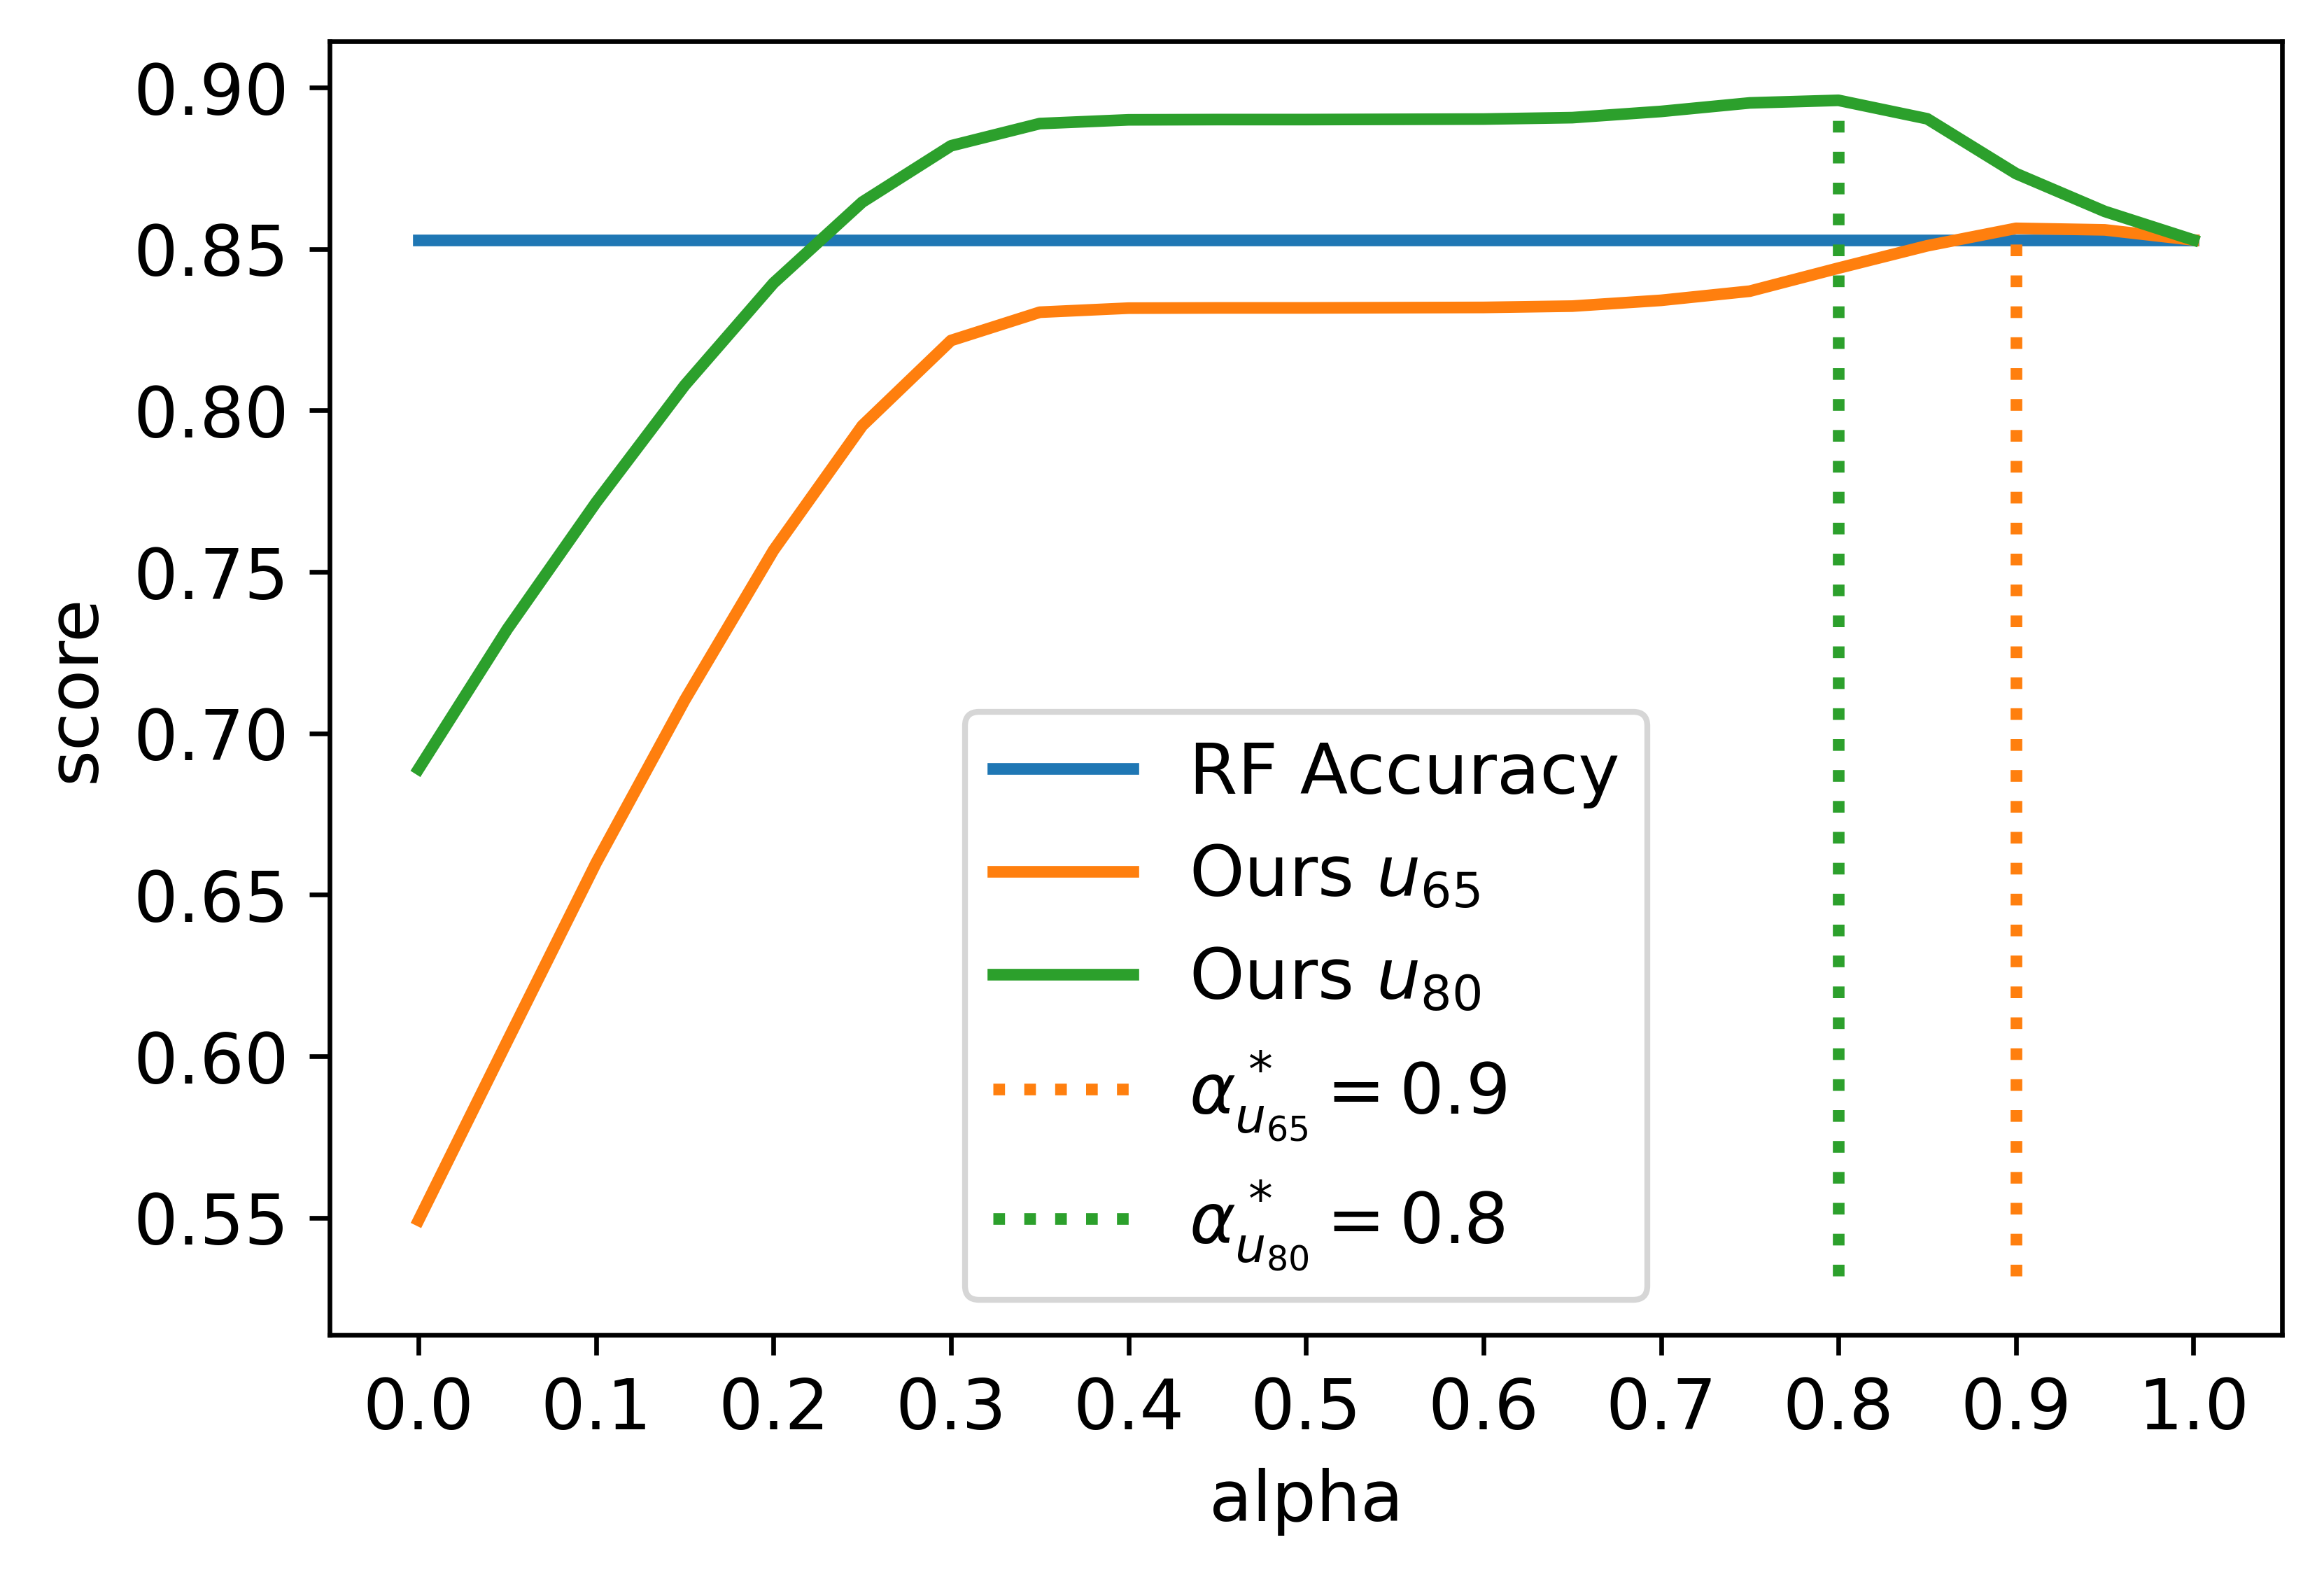 0.90
0.85
0.80
0.75
0.70
0.65
0.60
0.55
score
RF Accuracy
Ours u₆₅
Ours u₈₀
α*ᵤ₆₅ = 0.9
α*ᵤ₈₀ = 0.8
0.0 0.1 0.2 0.3 0.4 0.5 0.6 0.7 0.8 0.9 1.0
alpha